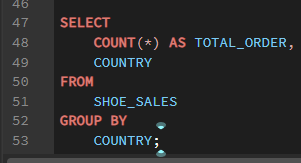 46
47 SELECT
48 COUNT(*) AS TOTAL_ORDER,
49 COUNTRY
50 FROM
51 SHOE_SALES
52 GROUP BY
53 COUNTRY;